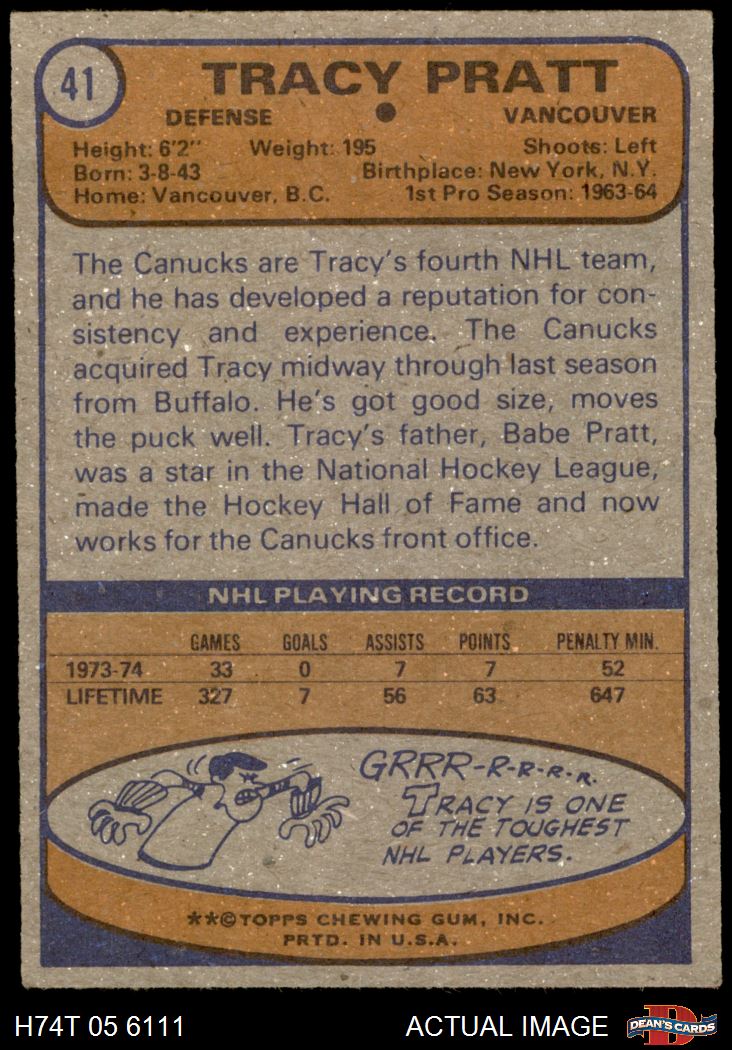 41
TRACY PRATT
DEFENSE VANCOUVER
Height: 6'2" Weight: 195 Shoots: Left
Born: 3-8-43 Birthplace: New York, N.Y.
Home: Vancouver, B.C. 1st Pro Season: 1963-64
The Canucks are Tracy's fourth NHL team,
and he has developed a reputation for con-
sistency and experience. The Canucks
acquired Tracy midway through last season
from Buffalo. He's got good size, moves
the puck well. Tracy's father, Babe Pratt,
was a star in the National Hockey League,
made the Hockey Hall of Fame and now
works for the Canucks front office.
NHL PLAYING RECORD
GAMES GOALS ASSISTS POINTS PENALTY MIN.
1973-74 33 0 7 7 52
LIFETIME 327 7 56 63 647
GRRR-R-R-R-R.
TRACY IS ONE
OF THE TOUGHEST
NHL PLAYERS.
**©TOPPS CHEWING GUM, INC.
PRTD. IN U.S.A.
H74T 05 6111 ACTUAL IMAGE D DEAN'S CARDS